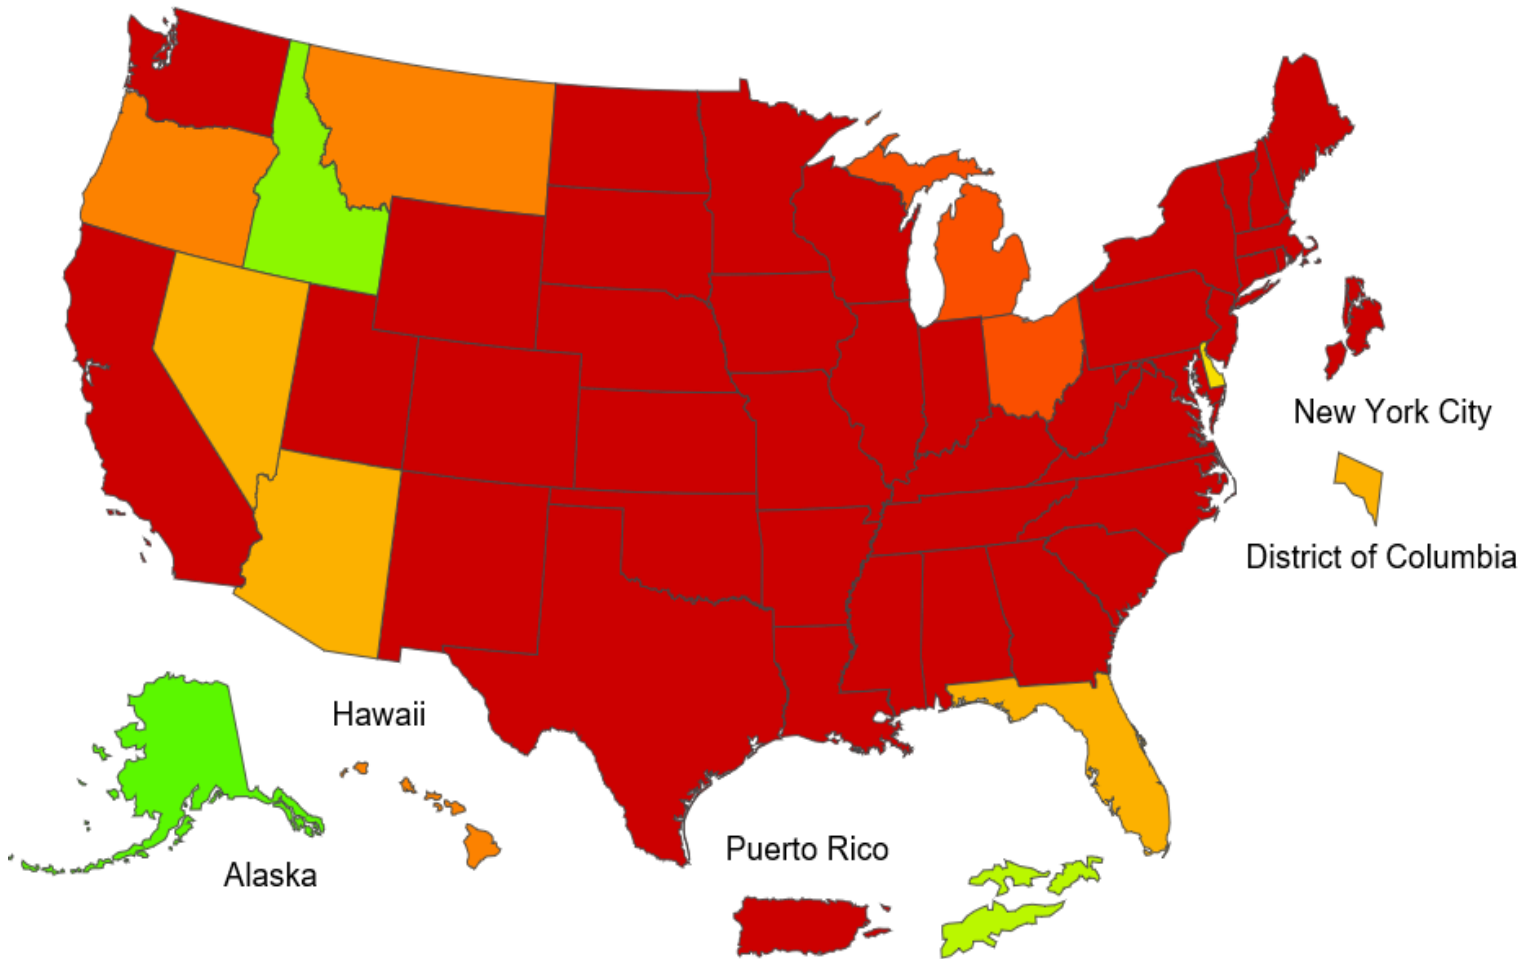 New York City
District of Columbia
Hawaii
Puerto Rico
Alaska